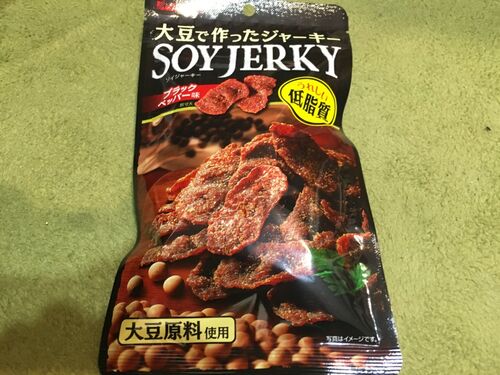 大豆で作ったジャーキー
SOY JERKY
ソイジャーキー
ブラック
ペッパー味
うれしい
低脂質
大豆原料使用
写真はイメージです。